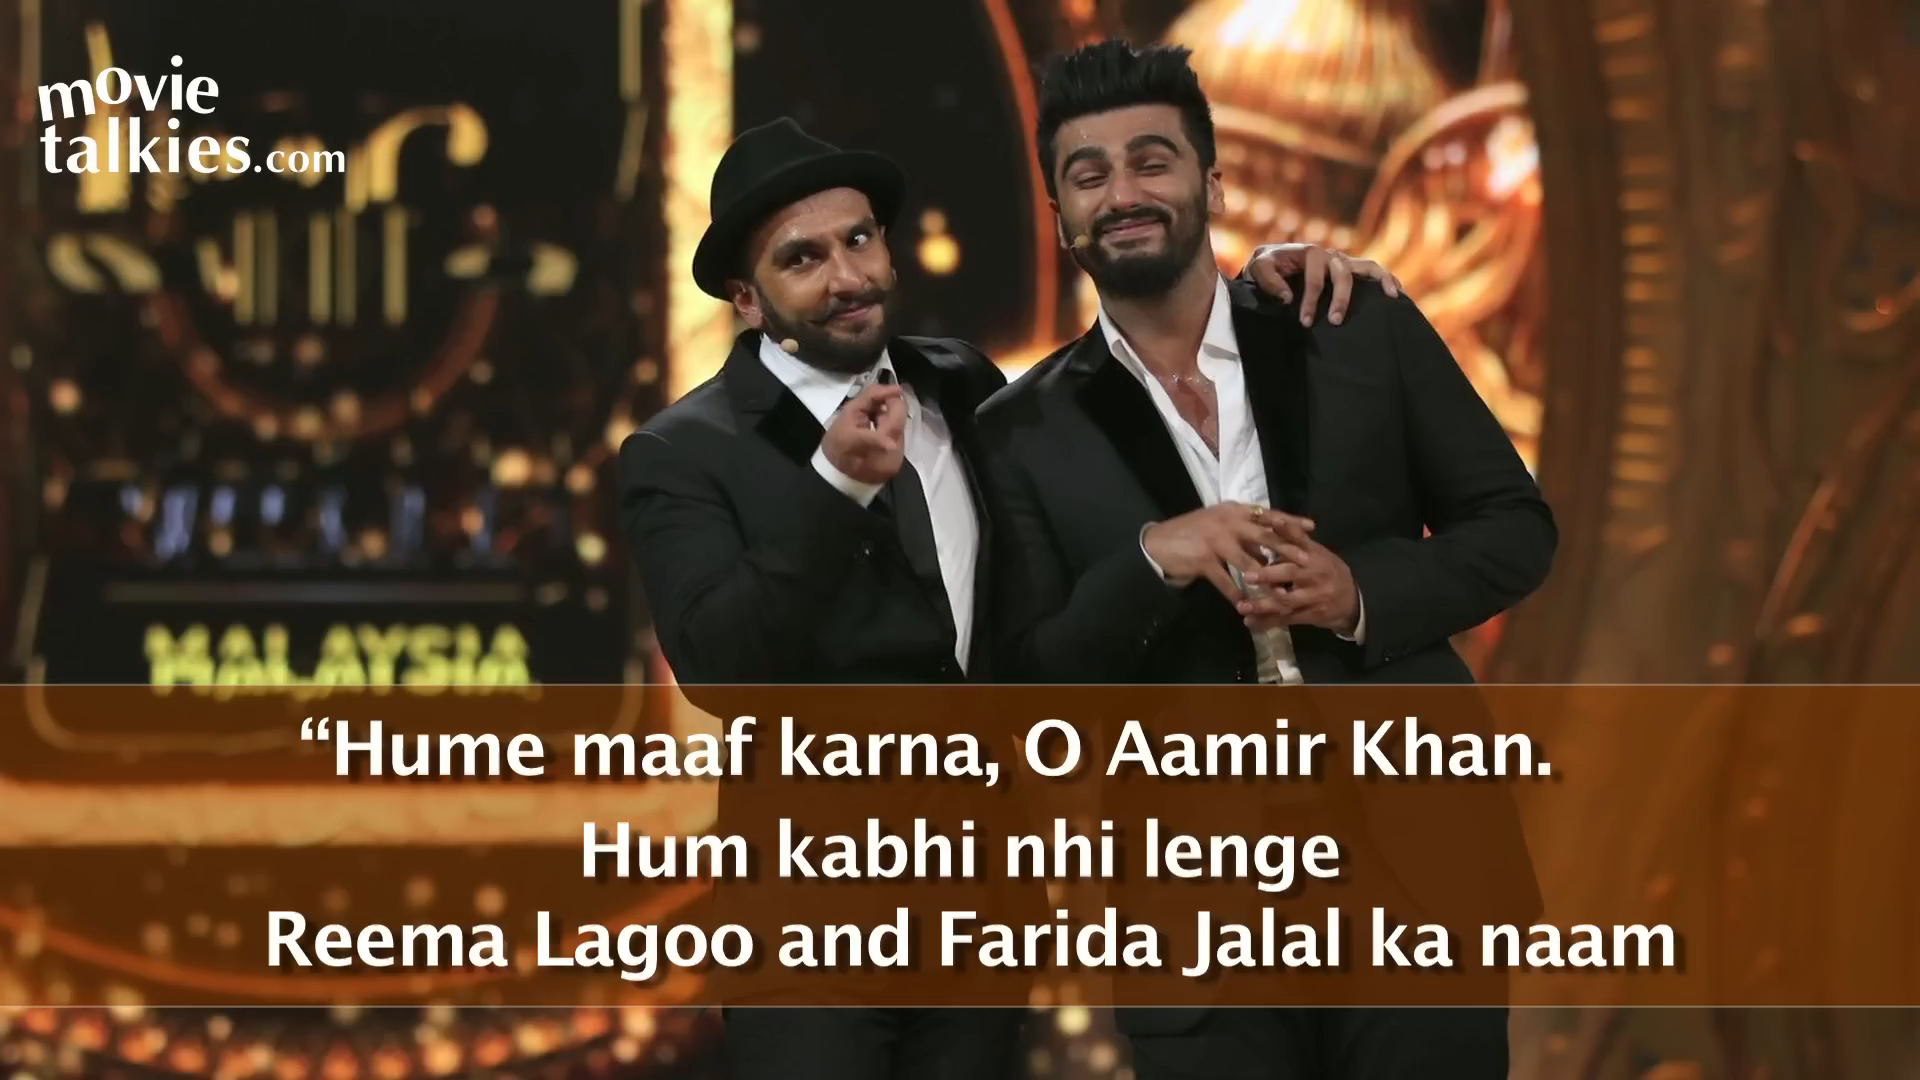 movie
talkies.com
MALAYSIA
“Hume maaf karna, O Aamir Khan.
Hum kabhi nhi lenge
Reema Lagoo and Farida Jalal ka naam